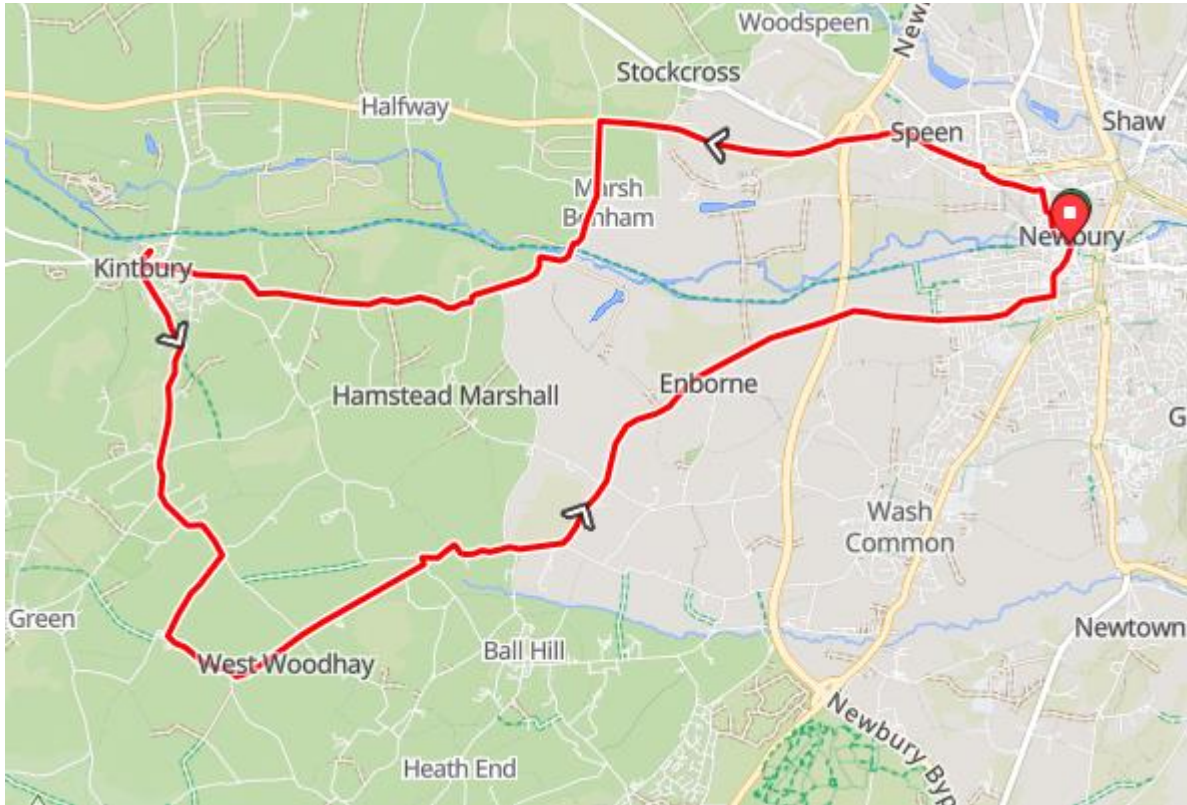 Woodspeen
Newb
Stockcross
Halfway
Shaw
Speen
Marsh
Benham
Newbury
Kintbury
Enborne
Hamstead Marshall
G
Wash
Common
Green
Newtown
Ball Hill
West Woodhay
Newbury Byp
Heath End